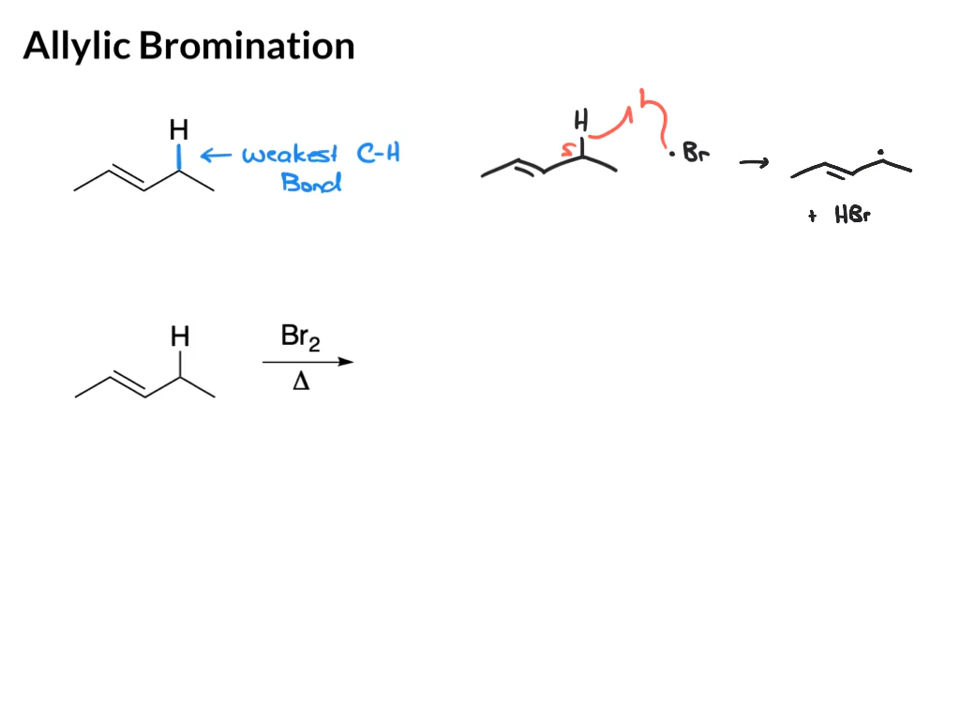 Allylic Bromination
H
← weakest C-H
Bond
H
S
· Br →
+ HBr
H
Br₂
Δ